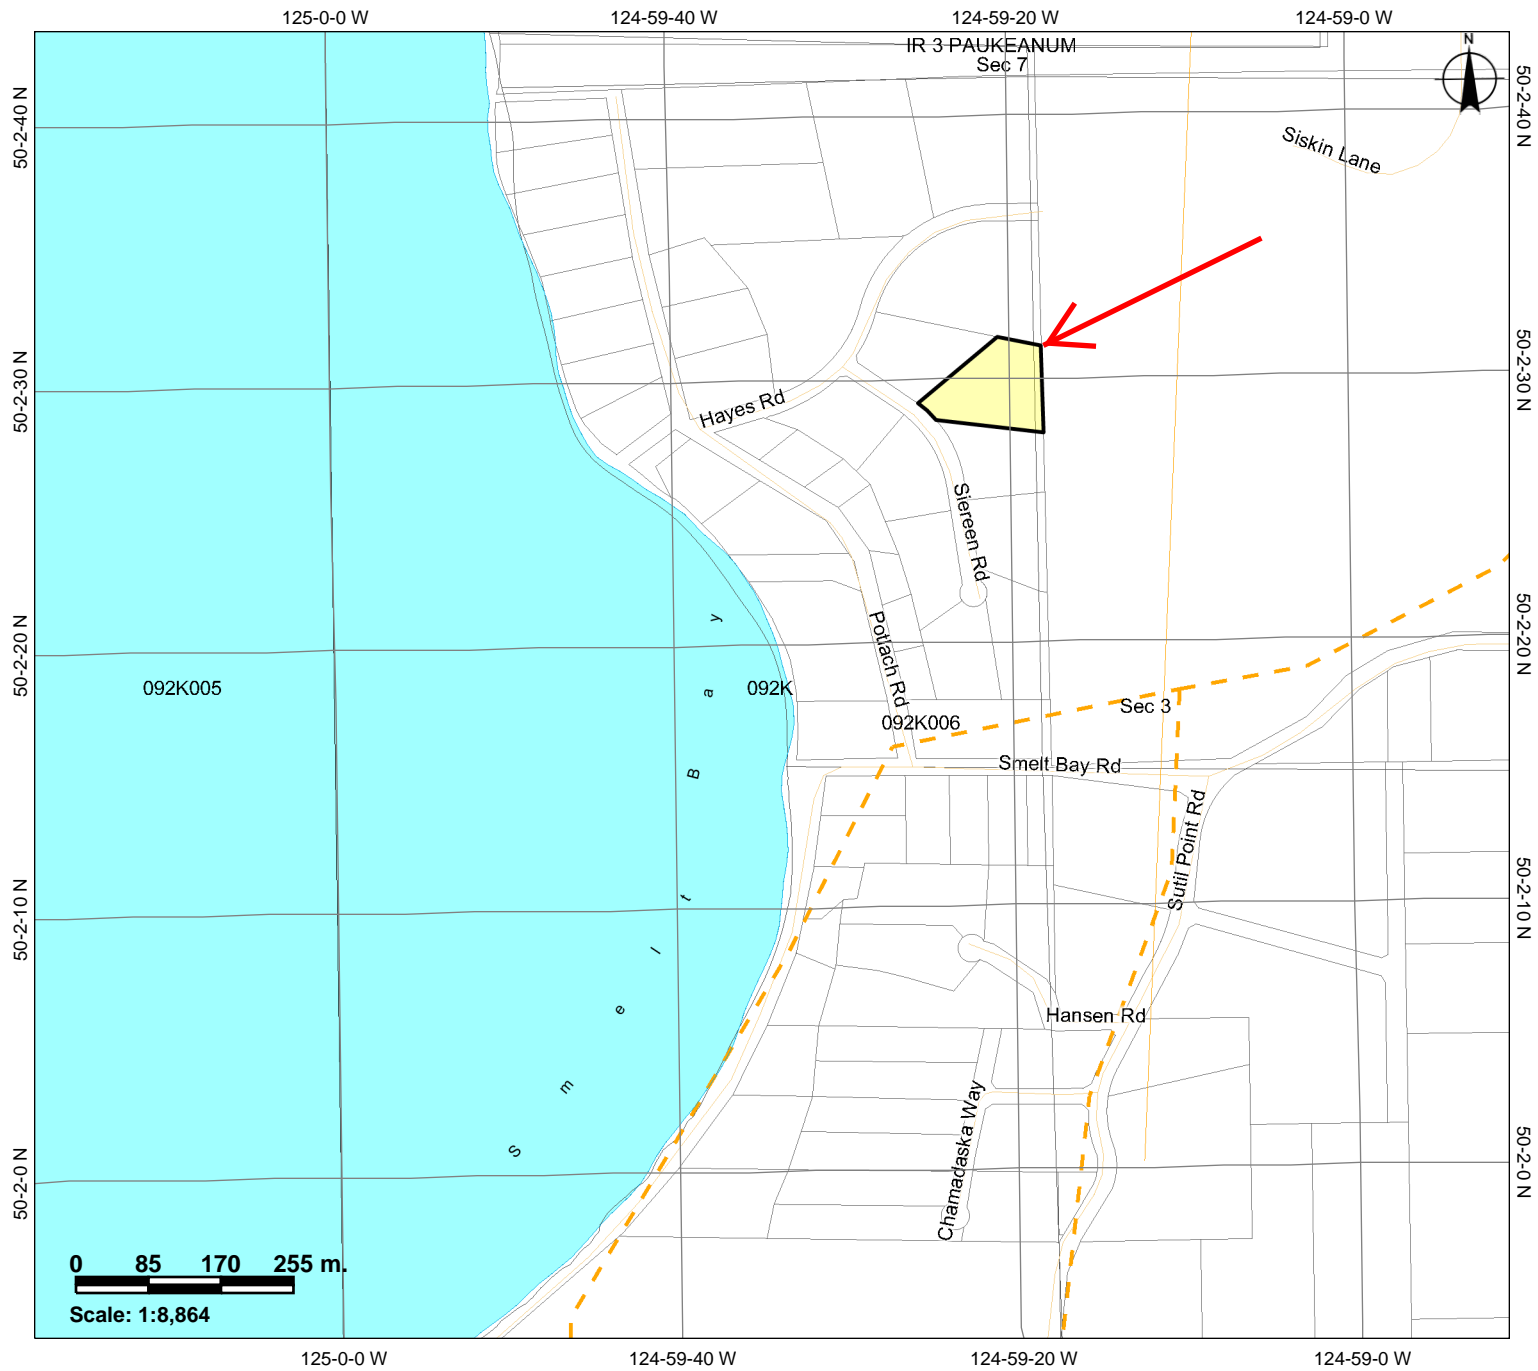 125-0-0 W
124-59-40 W
124-59-20 W
124-59-0 W
IR 3 PAUKEANUM
Sec 7
N
50-2-40 N
50-2-40 N
Siskin Lane
50-2-30 N
50-2-30 N
Hayes Rd
Siereen Rd
50-2-20 N
50-2-20 N
Potlach Rd
092K005
092K
092K006
Sec 3
Smelt Bay Rd
Sutil Point Rd
Smelt Bay
50-2-10 N
50-2-10 N
Hansen Rd
Chamadaska Way
50-2-0 N
50-2-0 N
0 85 170 255 m.
Scale: 1:8,864
125-0-0 W
124-59-40 W
124-59-20 W
124-59-0 W